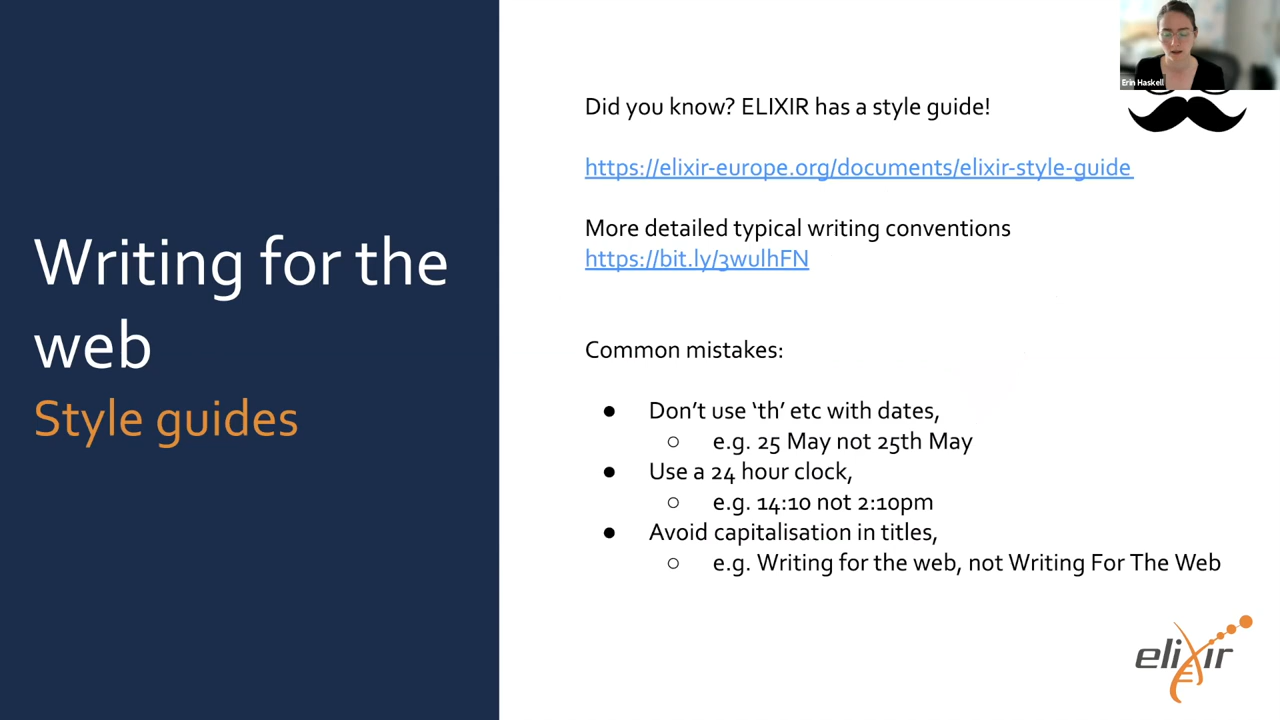 Writing for the
web
Style guides
Erin Haskell
Did you know? ELIXIR has a style guide!
https://elixir-europe.org/documents/elixir-style-guide
More detailed typical writing conventions
https://bit.ly/3wulhFN
Common mistakes:
● Don’t use ‘th’ etc with dates,
○ e.g. 25 May not 25th May
● Use a 24 hour clock,
○ e.g. 14:10 not 2:10pm
● Avoid capitalisation in titles,
○ e.g. Writing for the web, not Writing For The Web
elixir